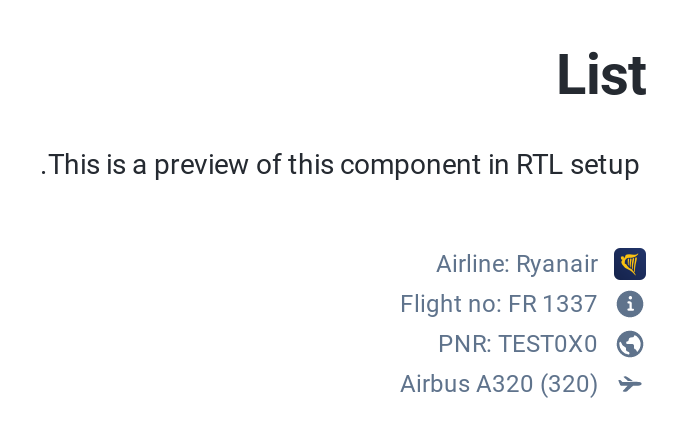 List
.This is a preview of this component in RTL setup
Airline: Ryanair
Flight no: FR 1337
PNR: TEST0X0
Airbus A320 (320)